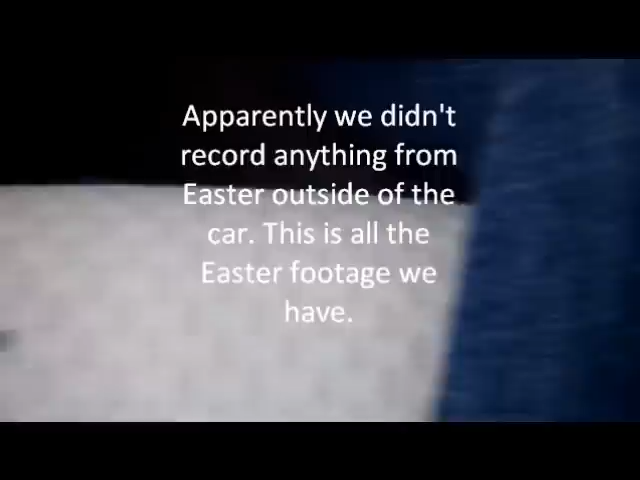 Apparently we didn't
record anything from
Easter outside of the
car. This is all the
Easter footage we
have.